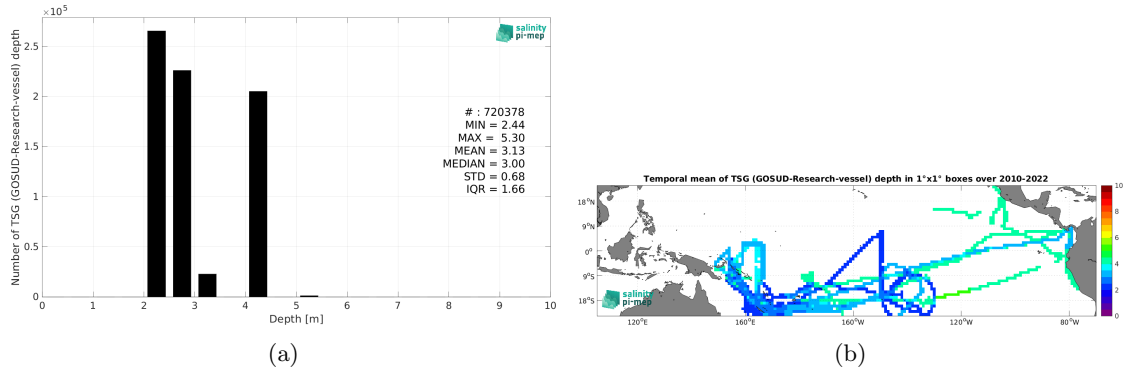 ×10^5
2.5
2
1.5
1
0.5
0
Number of TSG (GOSUD-Research-vessel) depth
0 1 2 3 4 5 6 7 8 9 10
Depth [m]
salinity
pi-mep
# : 720378
MIN = 2.44
MAX = 5.30
MEAN = 3.13
MEDIAN = 3.00
STD = 0.68
IQR = 1.66
(a)
Temporal mean of TSG (GOSUD-Research-vessel) depth in 1°x1° boxes over 2010-2022
18°N
9°N
0°
9°S
18°S
120°E 160°E 160°W 120°W 80°W
salinity
pi-mep
10
8
6
4
2
0
(b)